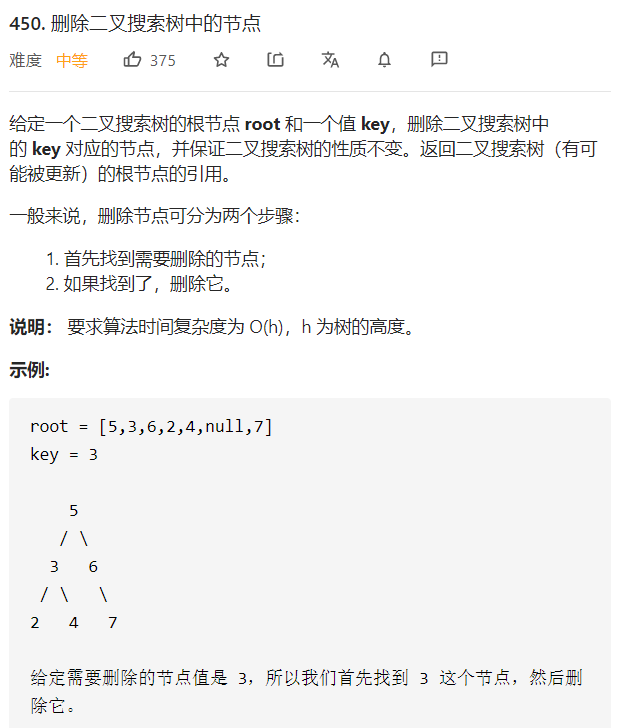 450. 删除二叉搜索树中的节点
难度 中等 375
给定一个二叉搜索树的根节点 root 和一个值 key，删除二叉搜索树中
的 key 对应的节点，并保证二叉搜索树的性质不变。返回二叉搜索树（有可
能被更新）的根节点的引用。
一般来说，删除节点可分为两个步骤：
1. 首先找到需要删除的节点；
2. 如果找到了，删除它。
说明： 要求算法时间复杂度为 O(h)，h 为树的高度。
示例:
root = [5,3,6,2,4,null,7]
key = 3
5
/ \
3 6
/ \ \
2 4 7
给定需要删除的节点值是 3，所以我们首先找到 3 这个节点，然后删
除它。